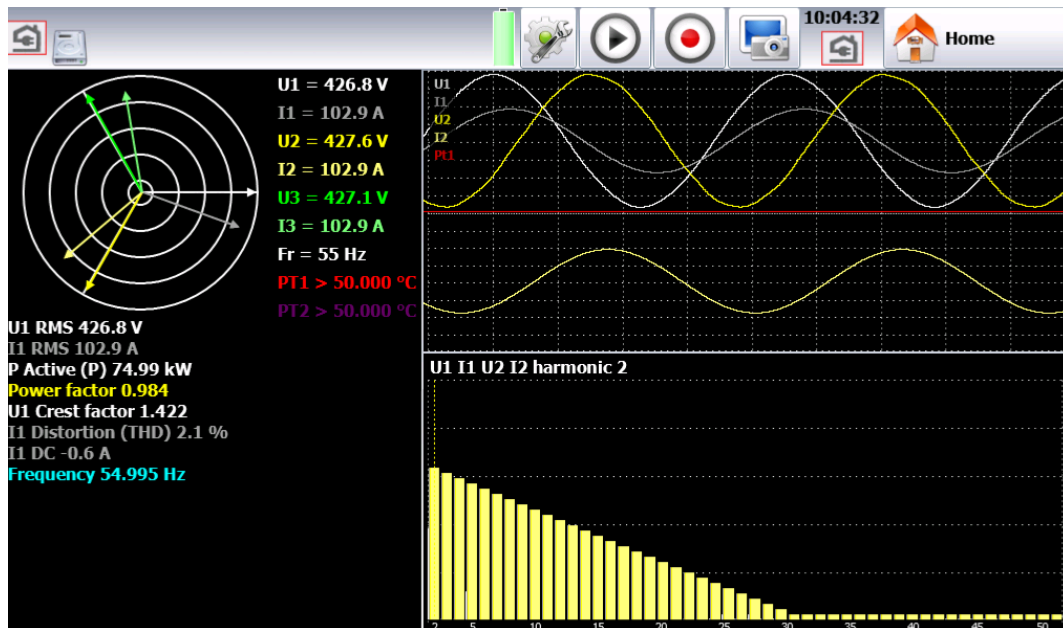 10:04:32
Home
U1 = 426.8 V
I1 = 102.9 A
U2 = 427.6 V
I2 = 102.9 A
U3 = 427.1 V
I3 = 102.9 A
Fr = 55 Hz
PT1 > 50.000 °C
PT2 > 50.000 °C
U1 RMS 426.8 V
I1 RMS 102.9 A
P Active (P) 74.99 kW
Power factor 0.984
U1 Crest factor 1.422
I1 Distortion (THD) 2.1 %
I1 DC -0.6 A
Frequency 54.995 Hz
U1
I1
U2
I2
Pt1
U1 I1 U2 I2 harmonic 2
2 5 10 15 20 25 30 35 40 45 50